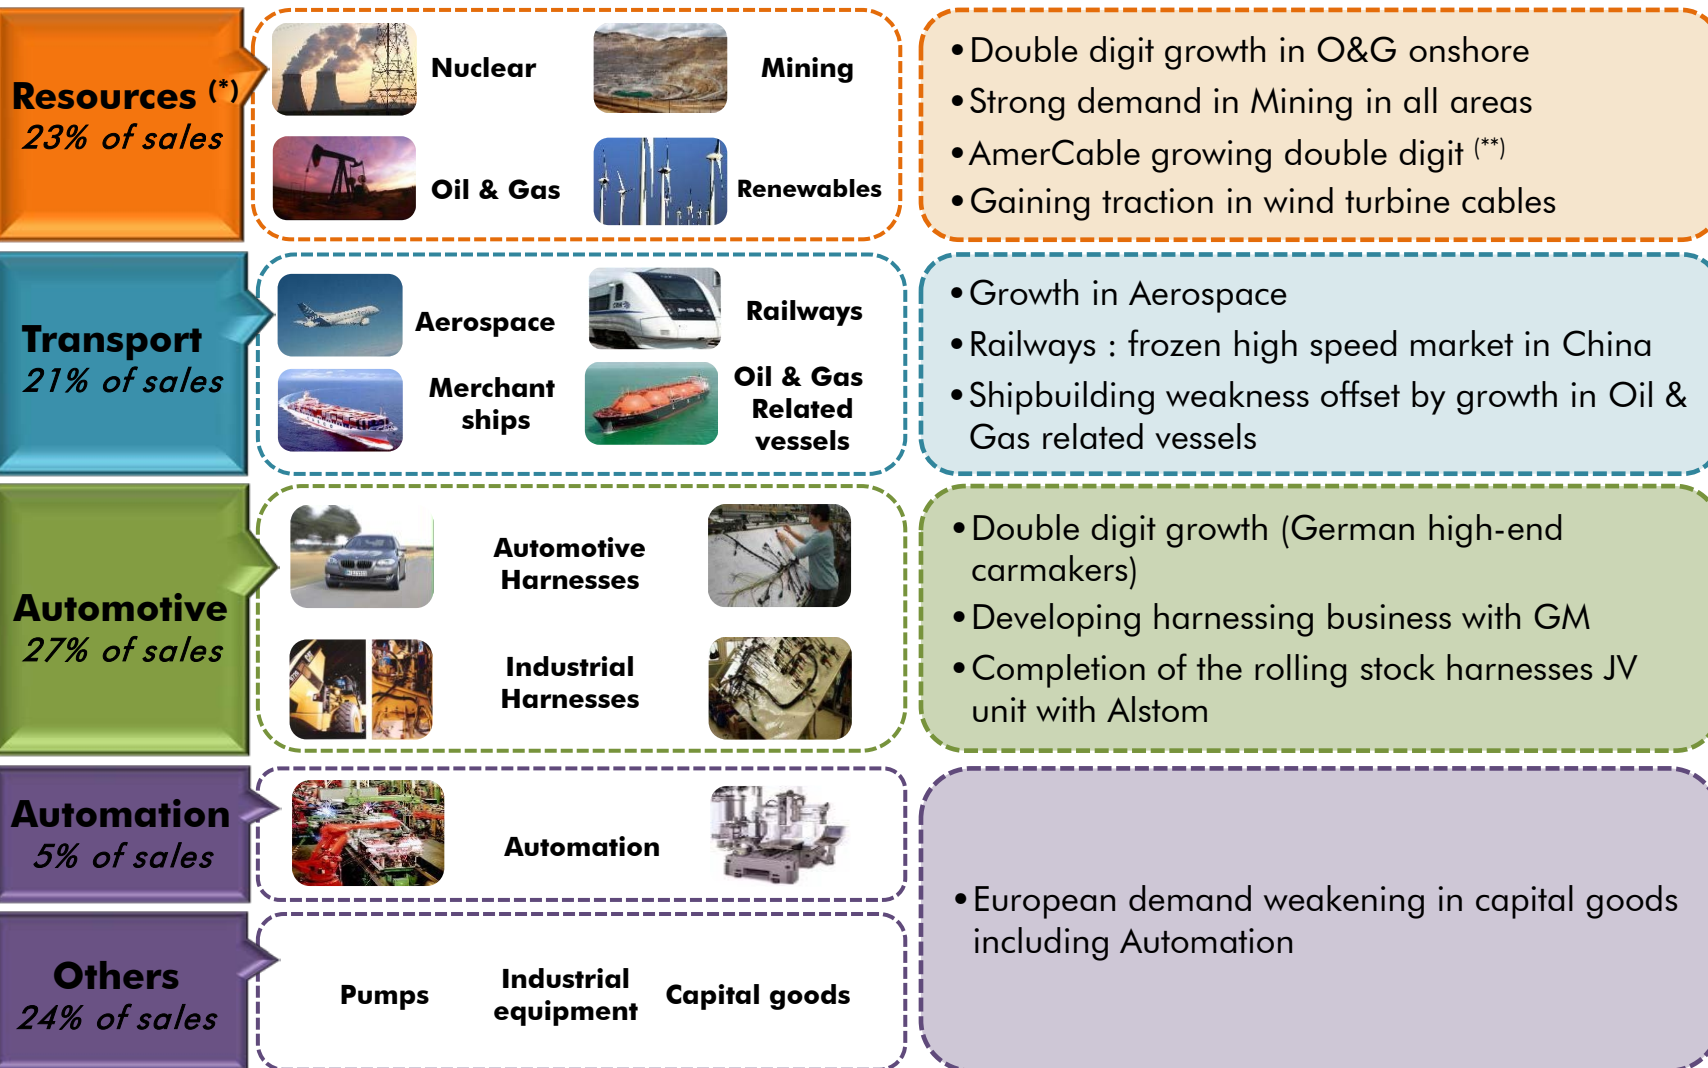 Resources (*)
23% of sales
Nuclear
Mining
Oil & Gas
Renewables
•Double digit growth in O&G onshore
•Strong demand in Mining in all areas
•AmerCable growing double digit (**)
•Gaining traction in wind turbine cables
Transport
21% of sales
Aerospace
Railways
Merchant
ships
Oil & Gas
Related
vessels
•Growth in Aerospace
•Railways : frozen high speed market in China
•Shipbuilding weakness offset by growth in Oil &
Gas related vessels
Automotive
27% of sales
Automotive
Harnesses
Industrial
Harnesses
•Double digit growth (German high-end
carmakers)
•Developing harnessing business with GM
•Completion of the rolling stock harnesses JV
unit with Alstom
Automation
5% of sales
Automation
Others
24% of sales
Pumps
Industrial
equipment
Capital goods
•European demand weakening in capital goods
including Automation